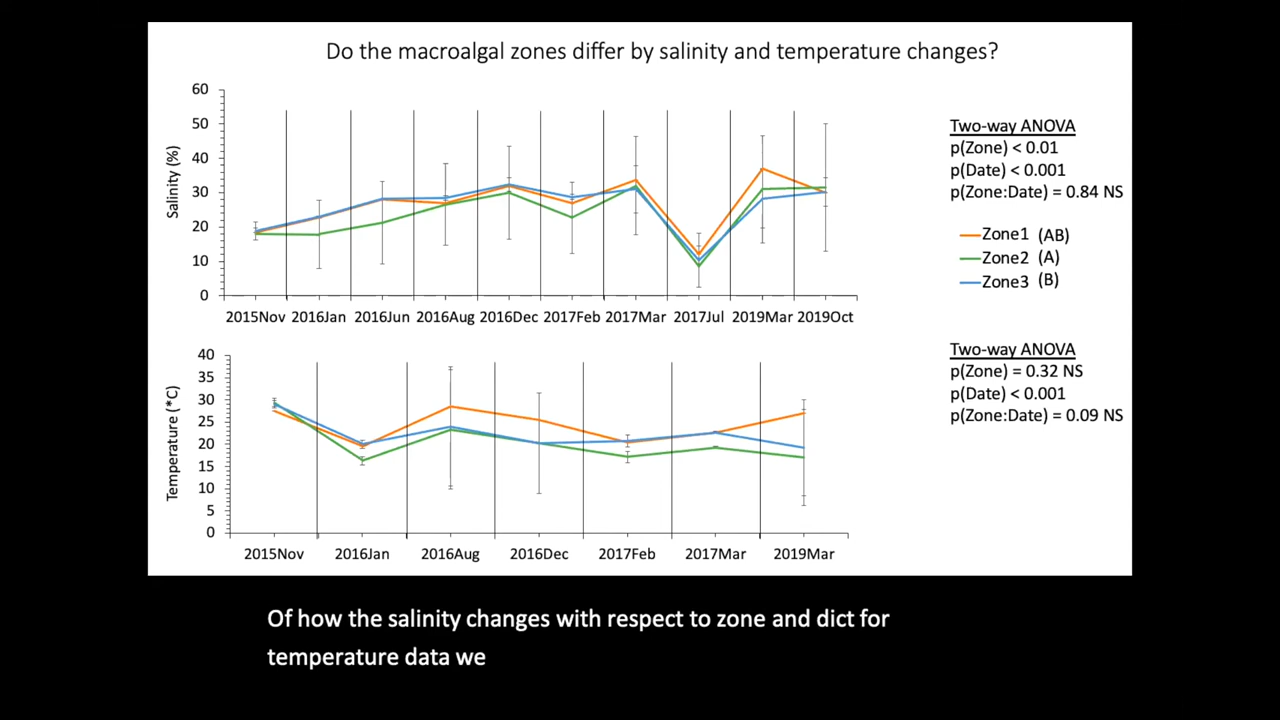 Do the macroalgal zones differ by salinity and temperature changes?
60
50
40
30
20
10
0
Salinity (%)
2015Nov 2016Jan 2016Jun 2016Aug 2016Dec 2017Feb 2017Mar 2017Jul 2019Mar 2019Oct
Two-way ANOVA
p(Zone) < 0.01
p(Date) < 0.001
p(Zone:Date) = 0.84 NS
Zone1 (AB)
Zone2 (A)
Zone3 (B)
40
35
30
25
20
15
10
5
0
Temperature (*C)
2015Nov 2016Jan 2016Aug 2016Dec 2017Feb 2017Mar 2019Mar
Two-way ANOVA
p(Zone) = 0.32 NS
p(Date) < 0.001
p(Zone:Date) = 0.09 NS
Of how the salinity changes with respect to zone and dict for
temperature data we